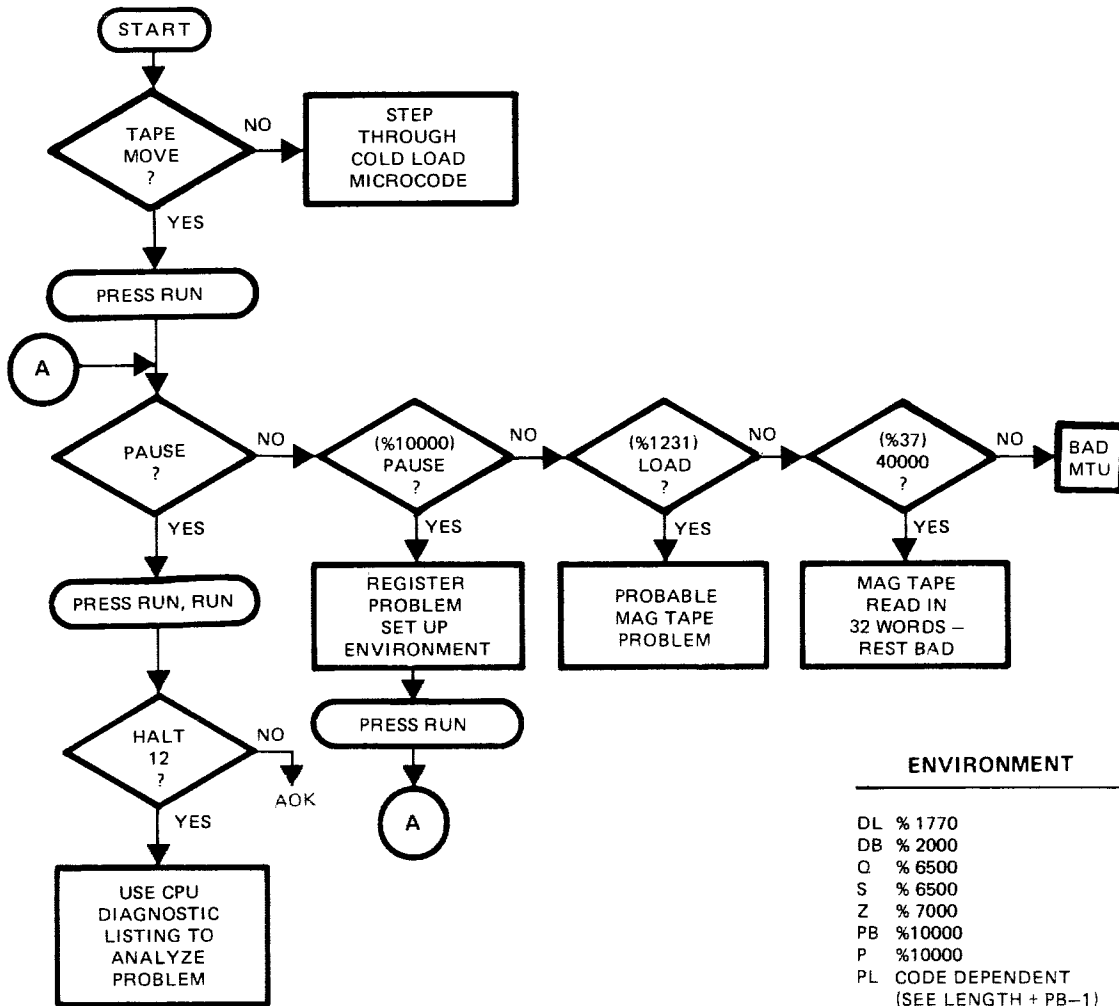 START
TAPE
MOVE
?
NO
STEP
THROUGH
COLD LOAD
MICROCODE
YES
PRESS RUN
A
PAUSE
?
NO
(%10000)
PAUSE
?
NO
(%1231)
LOAD
?
NO
(%37)
40000
?
NO
BAD
MTU
YES
YES
YES
YES
PRESS RUN, RUN
REGISTER
PROBLEM
SET UP
ENVIRONMENT
PROBABLE
MAG TAPE
PROBLEM
MAG TAPE
READ IN
32 WORDS –
REST BAD
PRESS RUN
HALT
12
?
NO
AOK
A
YES
USE CPU
DIAGNOSTIC
LISTING TO
ANALYZE
PROBLEM
ENVIRONMENT
DL % 1770
DB % 2000
Q % 6500
S % 6500
Z % 7000
PB %10000
P %10000
PL CODE DEPENDENT
(SEE LENGTH + PB–1)